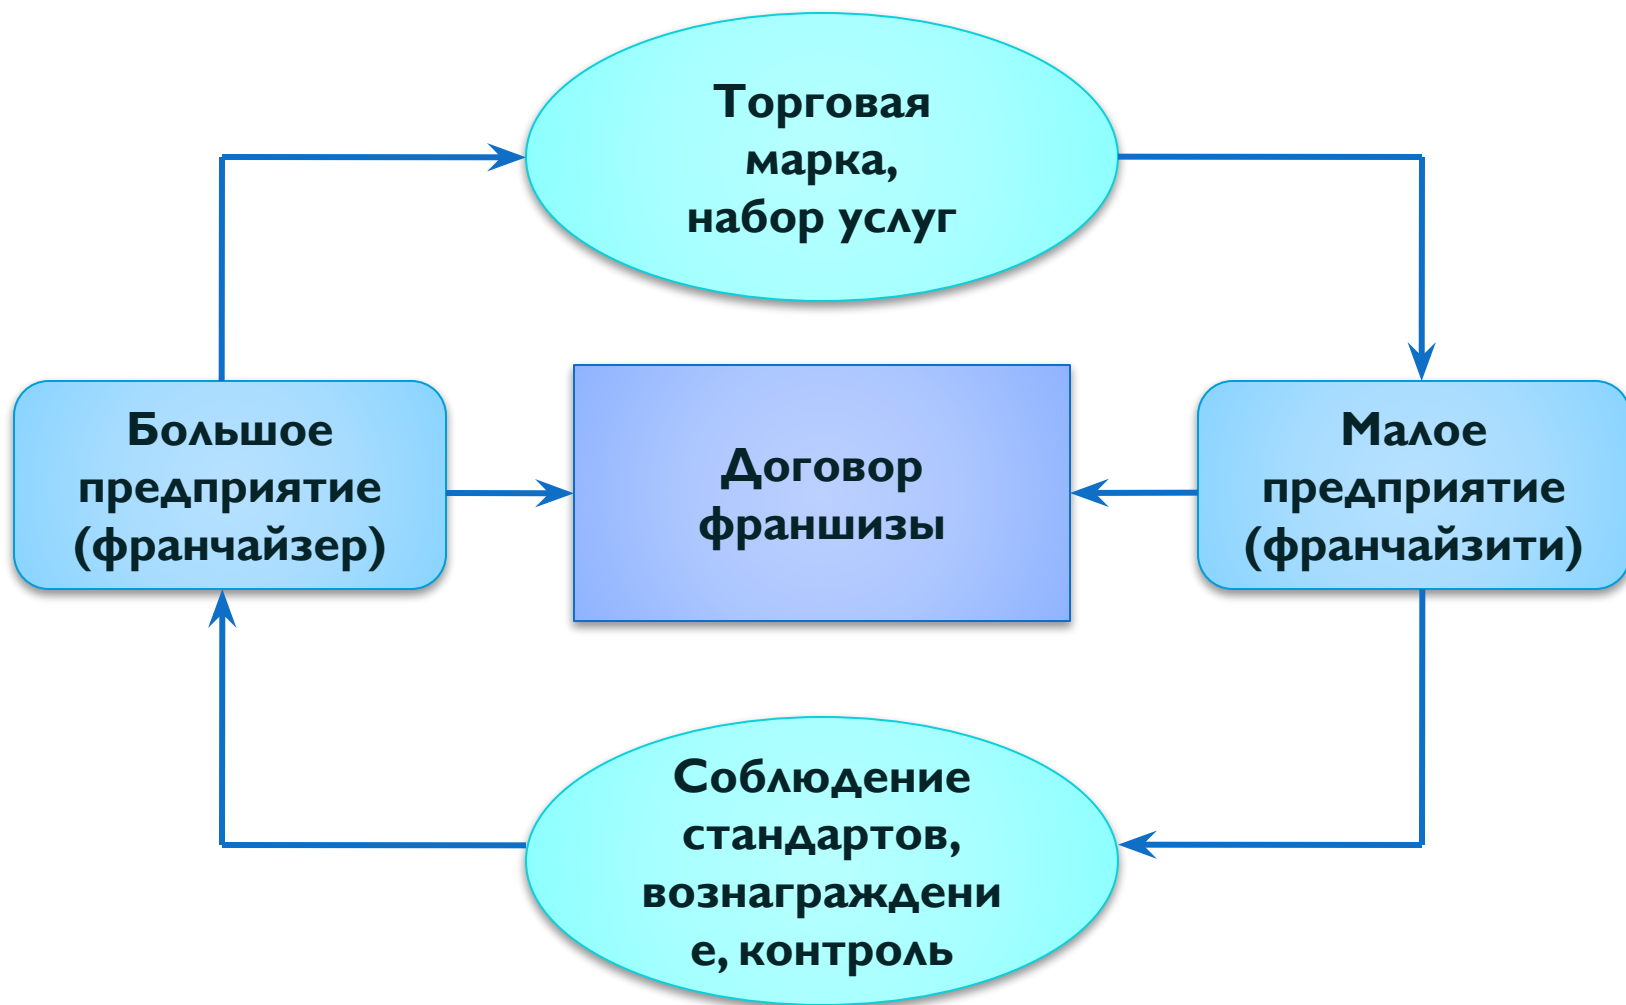 Торговая
марка,
набор услуг
Большое
предприятие
(франчайзер)
Договор
франшизы
Малое
предприятие
(франчайзити)
Соблюдение
стандартов,
вознаграждени
е, контроль